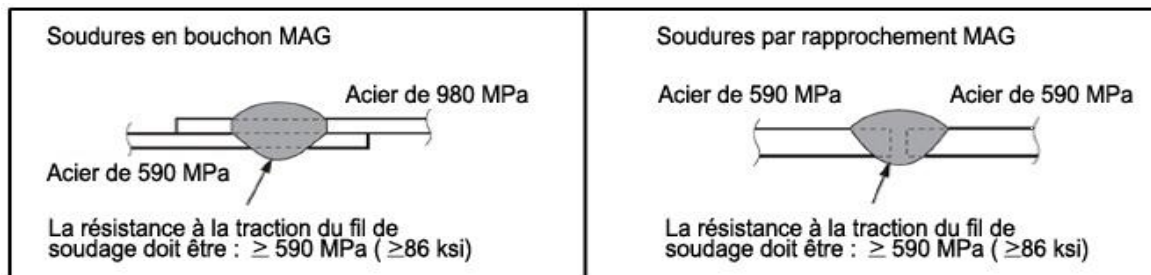 Soudures en bouchon MAG
Acier de 980 MPa
Acier de 590 MPa
La résistance à la traction du fil de
soudage doit être : ≥ 590 MPa ( ≥86 ksi)
Soudures par rapprochement MAG
Acier de 590 MPa
Acier de 590 MPa
La résistance à la traction du fil de
soudage doit être : ≥ 590 MPa ( ≥86 ksi)